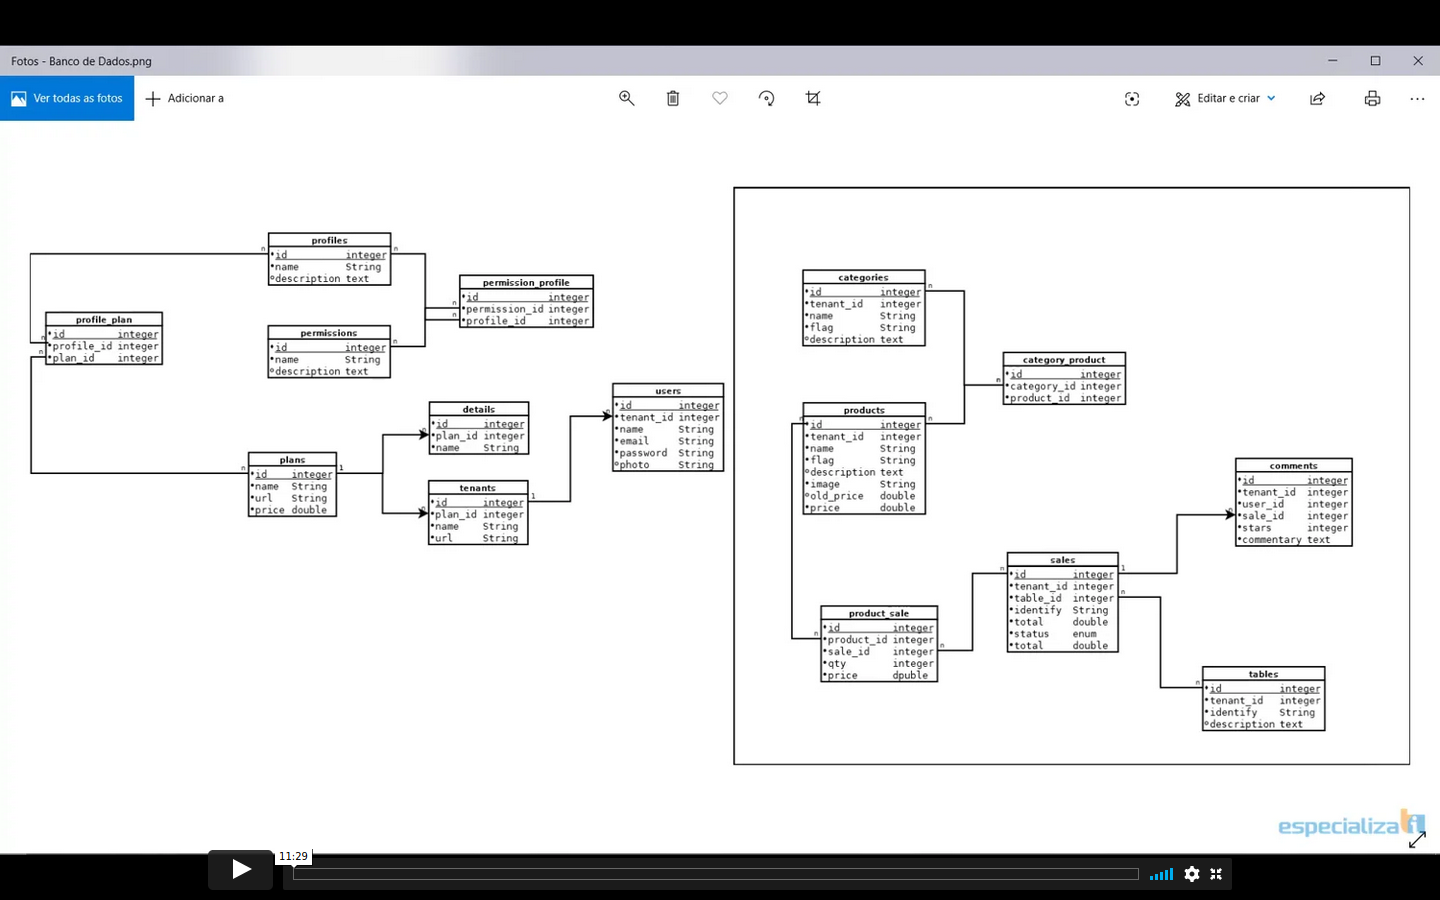 Fotos - Banco de Dados.png
Ver todas as fotos
Adicionar a
Editar e criar
profiles
id integer
name String
description text
permission_profile
id integer
permission_id integer
profile_id integer
profile_plan
id integer
profile_id integer
plan_id integer
permissions
id integer
name String
description text
details
id integer
plan_id integer
name String
users
id integer
tenant_id integer
name String
email String
password String
photo String
plans
id integer
name String
url String
price double
tenants
id integer
plan_id integer
name String
url String
categories
id integer
tenant_id integer
name String
flag String
description text
category_product
id integer
category_id integer
product_id integer
products
id integer
tenant_id integer
name String
flag String
description text
image String
old_price double
price double
comments
id integer
tenant_id integer
user_id integer
sale_id integer
stars integer
commentary text
sales
id integer
tenant_id integer
table_id integer
identify String
total double
status enum
total double
product_sale
id integer
product_id integer
sale_id integer
qty integer
price dpuble
tables
id integer
tenant_id integer
identify String
description text
n
n
n
n
n
n
n
n
1
1
n
n
n
n
n
n
n
1
n
n
especializati
11:29